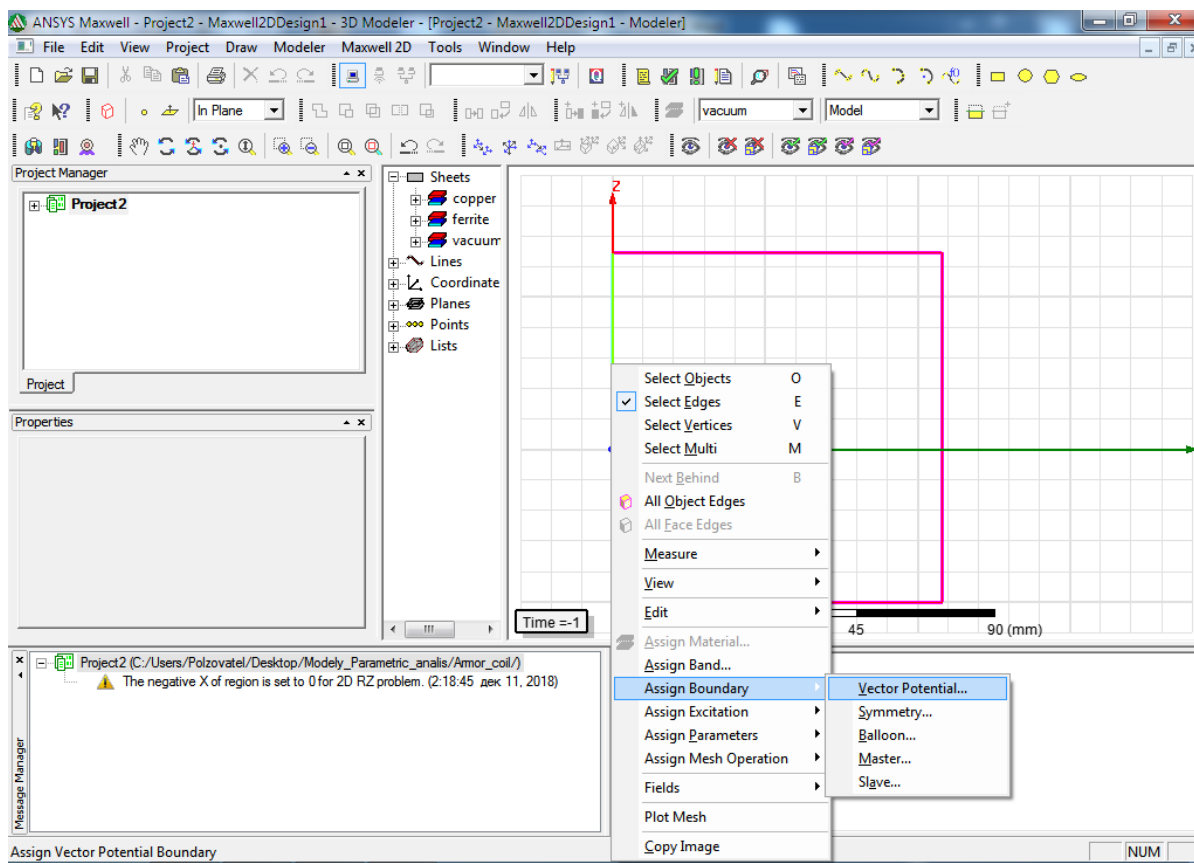 ANSYS Maxwell - Project2 - Maxwell2DDesign1 - 3D Modeler - [Project2 - Maxwell2DDesign1 - Modeler]
File Edit View Project Draw Modeler Maxwell 2D Tools Window Help
In Plane vacuum Model
Project Manager
Project2
Project
Properties
Sheets
copper
ferrite
vacuum
Lines
Coordinate
Planes
Points
Lists
Z
Select Objects O
Select Edges E
Select Vertices V
Select Multi M
Next Behind B
All Object Edges
All Face Edges
Measure
View
Edit
Assign Material...
Assign Band...
Assign Boundary
Assign Excitation
Assign Parameters
Assign Mesh Operation
Fields
Plot Mesh
Copy Image
Vector Potential...
Symmetry...
Balloon...
Master...
Slave...
Time =-1
45 90 (mm)
Project2 (C:/Users/Polzovatel/Desktop/Modely_Parametric_analis/Armor_coil/)
The negative X of region is set to 0 for 2D RZ problem. (2:18:45 дек 11, 2018)
Message Manager
Assign Vector Potential Boundary
NUM